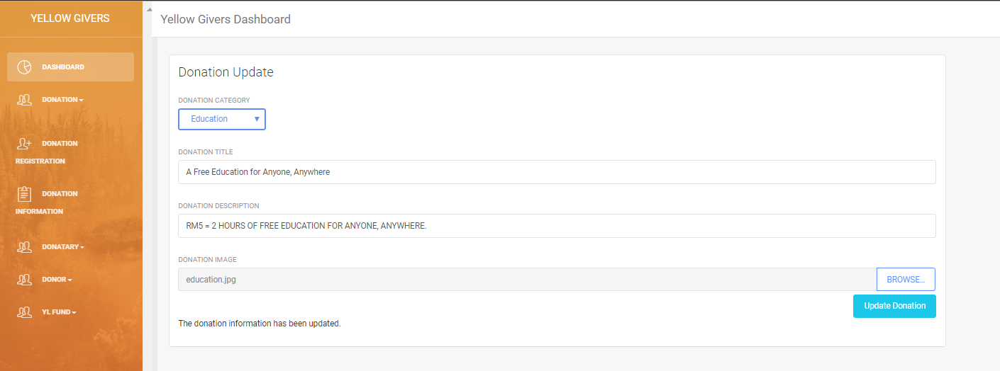 YELLOW GIVERS
Yellow Givers Dashboard
DASHBOARD
DONATION
DONATION
REGISTRATION
DONATION
INFORMATION
DONATARY
DONOR
YL FUND
Donation Update
DONATION CATEGORY
Education
DONATION TITLE
A Free Education for Anyone, Anywhere
DONATION DESCRIPTION
RM5 = 2 HOURS OF FREE EDUCATION FOR ANYONE, ANYWHERE.
DONATION IMAGE
education.jpg
BROWSE...
Update Donation
The donation information has been updated.